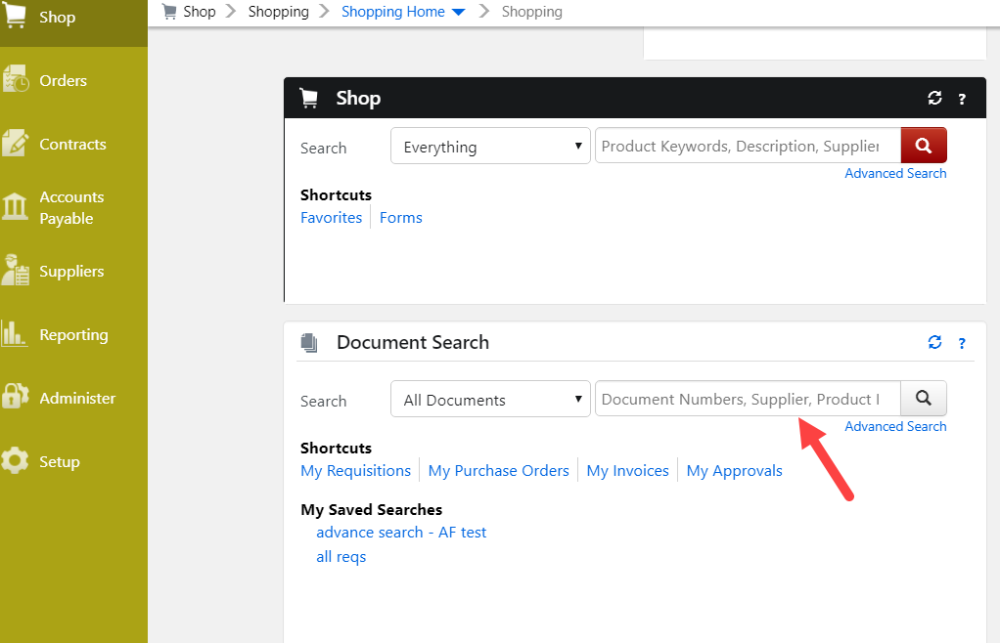 Shop
Orders
Contracts
Accounts
Payable
Suppliers
Reporting
Administer
Setup
Shop Shopping Shopping Home Shopping
Shop ?
Search Everything Product Keywords, Description, Supplier
Advanced Search
Shortcuts
Favorites Forms
Document Search ?
Search All Documents Document Numbers, Supplier, Product I
Advanced Search
Shortcuts
My Requisitions My Purchase Orders My Invoices My Approvals
My Saved Searches
advance search - AF test
all reqs